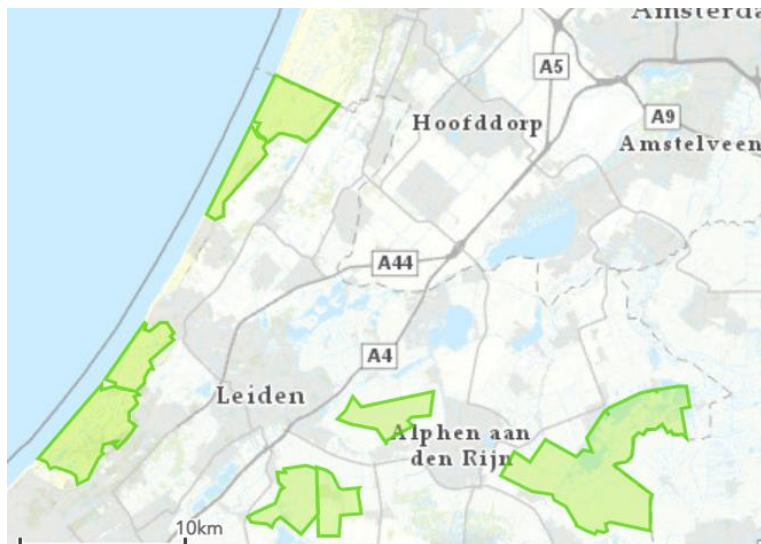 Amsterda
A5
Hoofddorp
A9
Amstelveen
A44
A4
Leiden
Alphen aan
den Rijn
10km